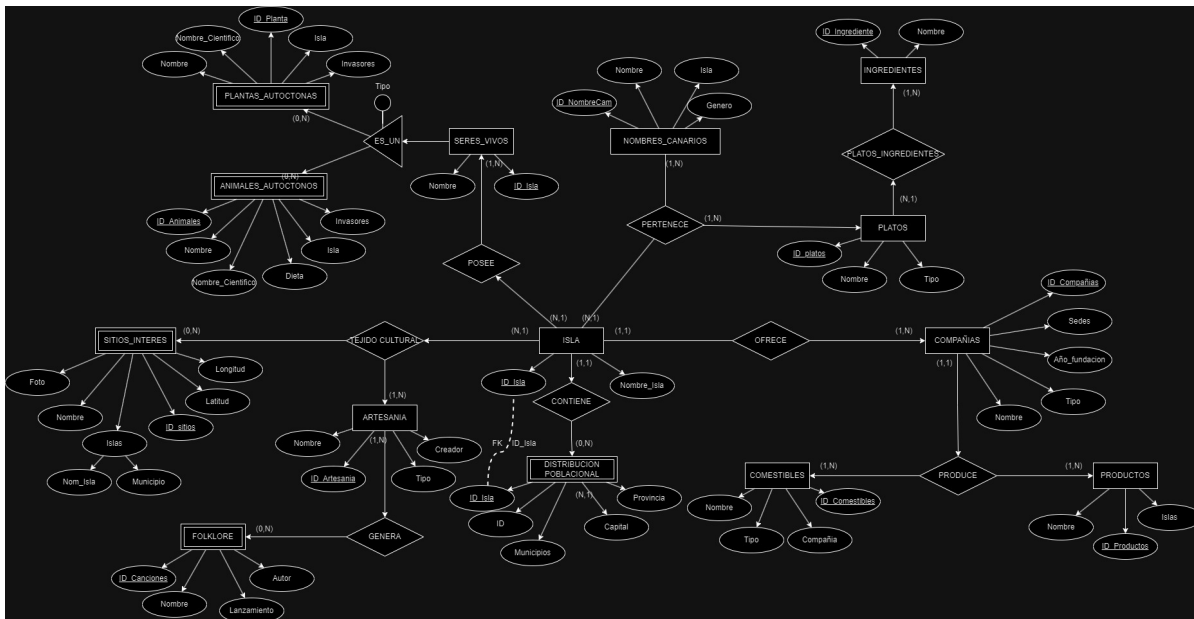 ID_Planta
Nombre_Cientifico
Isla
Nombre
Invasores
PLANTAS_AUTOCTONAS
Tipo
(0,N)
ES_UN
SERES_VIVOS
(1,N)
Nombre
ID_Isla
(0,N)
ANIMALES_AUTOCTONOS
ID_Animales
Invasores
Nombre
Isla
Nombre_Cientifico
Dieta
POSEE
Nombre
Isla
ID_NombreCam
Genero
NOMBRES_CANARIOS
(1,N)
PERTENECE
(1,N)
ID_Ingrediente
Nombre
INGREDIENTES
(1,N)
PLATOS_INGREDIENTES
(N,1)
PLATOS
ID_platos
Nombre
Tipo
(N,1)
(N,1)
(0,N)
SITIOS_INTERES
TEJIDO CULTURAL
(N,1)
ISLA
(1,1)
OFRECE
(1,N)
COMPAÑIAS
(1,1)
ID_Compañias
Sedes
Año_fundacion
Tipo
Nombre
Foto
Longitud
Nombre
Latitud
Islas
ID_sitios
Nom_Isla
Municipio
(1,N)
ARTESANIA
(1,N)
Nombre
Creador
ID_Artesania
Tipo
GENERA
(0,N)
FOLKLORE
ID_Canciones
Autor
Nombre
Lanzamiento
(1,1)
ID_Isla
Nombre_Isla
CONTIENE
FK
ID_Isla
(0,N)
DISTRIBUCION
POBLACIONAL
(N,1)
ID_Isla
Provincia
ID
Capital
Municipios
COMESTIBLES
(1,N)
PRODUCE
(1,N)
PRODUCTOS
Nombre
ID_Comestibles
Tipo
Compañia
Nombre
Islas
ID_Productos